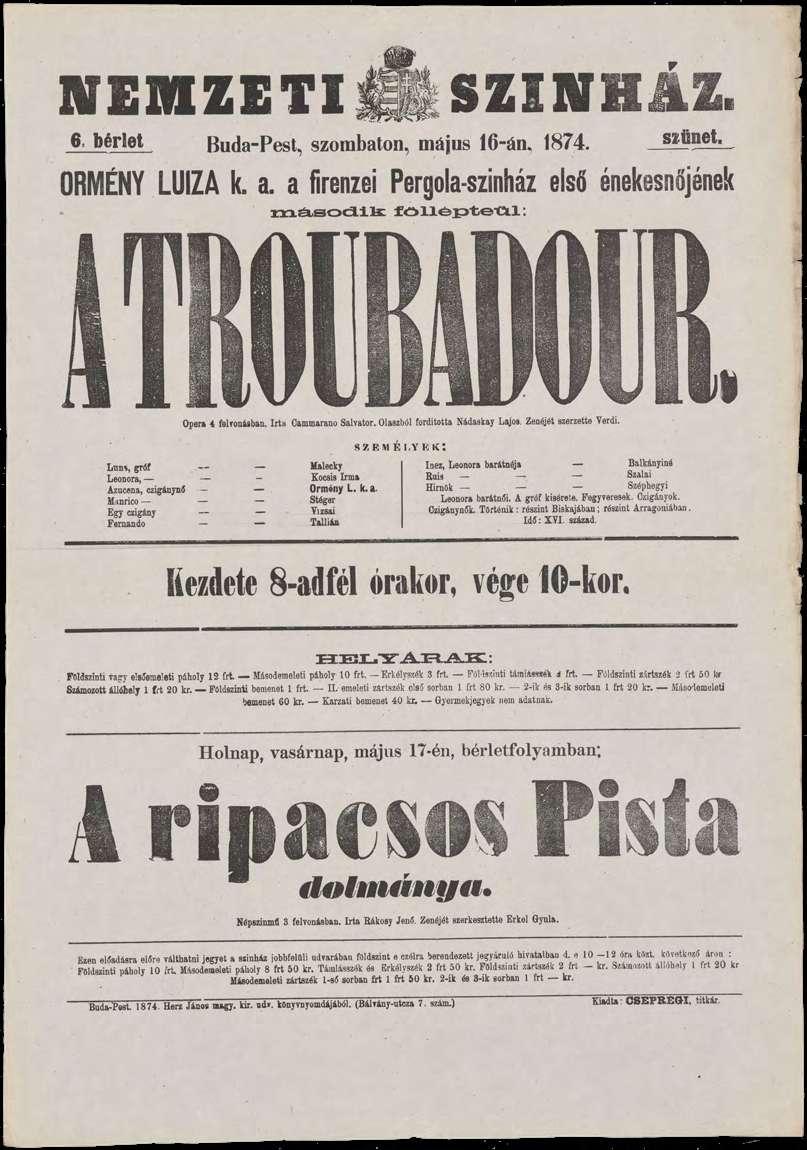 NEMZETI SZINHÁZ.
6. bérlet
Buda-Pest, szombaton, május 16-án, 1874.
szünet.
ORMÉNY LUIZA k. a. a firenzei Pergola-szinház első énekesnőjének
második föllépteűl:
A TROUBADOUR.
Opera 4 felvonásban. Irta Cammarano Salvator. Olaszból forditotta Nádaskay Lajos. Zenéjét szerzette Verdi.
SZEMÉLYEK:
Luna, gróf — — Malecky
Leonora, — — Kocsis Irma
Azucena, czigánynő — — Ormény L. k. a.
Manrico — — Stéger
Egy czigány — — Vizsai
Fernando — — Tallián
Inez, Leonora barátnéja — Balkányiné
Ruis — — — Szalai
Hirnök — — — Széphegyi
Leonora barátnői. A gróf kisérete. Fegyveresek. Czigányok.
Czigánynők. Történik: részint Biskajában; részint Arragoniában.
Idő: XVI. század.
Kezdete 8-adfél órakor, vége 10-kor.
HELYÁRAK:
Földszinti vagy elsőemeleti páholy 12 frt. — Másodemeleti páholy 10 frt. — Erkélyszék 3 frt. — Földszinti támlásszék frt. — Földszinti zártszék 2 frt 50 kr
Számozott állóhely 1 frt 20 kr. — Földszinti bemenet 1 frt. — II. emeleti zártszék első sorban 1 frt 80 kr. — 2-ik és 3-ik sorban 1 frt 20 kr. — Másodemeleti
bemenet 60 kr. — Karzati bemenet 40 kr. — Gyermekjegyek nem adatnak.
Holnap, vasárnap, május 17-én, bérletfolyamban:
A ripacsos Pista
dolmánya.
Népszinmű 3 felvonásban. Irta Rákosy Jenő. Zenéjét szerkesztette Erkel Gyula.
Ezen előadásra előre válthatni jegyet a szinház jobbfelüli udvarában földszint e czélra berendezett jegyáruló hivatalban d. e 10 —12 óra közt. következő áron :
Földszinti páholy 10 frt. Másodemeleti páholy 8 frt 50 kr. Támlásszék és Erkélyszék 2 frt 50 kr. Földszinti zártszék 2 frt — kr. Számozott állóhely 1 frt 20 kr
Másodemeleti zártszék 1-ső sorban frt 1 frt 50 kr. 2-ik és 3-ik sorban 1 frt — kr.
Buda-Pest. 1874. Herz János magy. kir. udv. könyvnyomdájából. (Bálvány-utcza 7. szám.)
Kiadta: CSEPREGI, titkár.